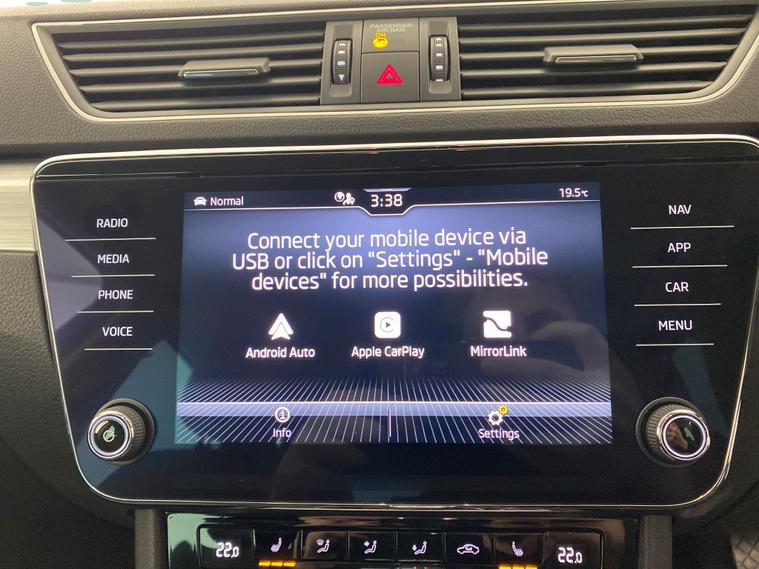 PASSENGER
AIR BAG
ON
Normal
3:38
19.5°C
RADIO
MEDIA
PHONE
VOICE
Connect your mobile device via
USB or click on "Settings" - "Mobile
devices" for more possibilities.
Android Auto
Apple CarPlay
MirrorLink
Info
Settings
NAV
APP
CAR
MENU
22.0
22.0